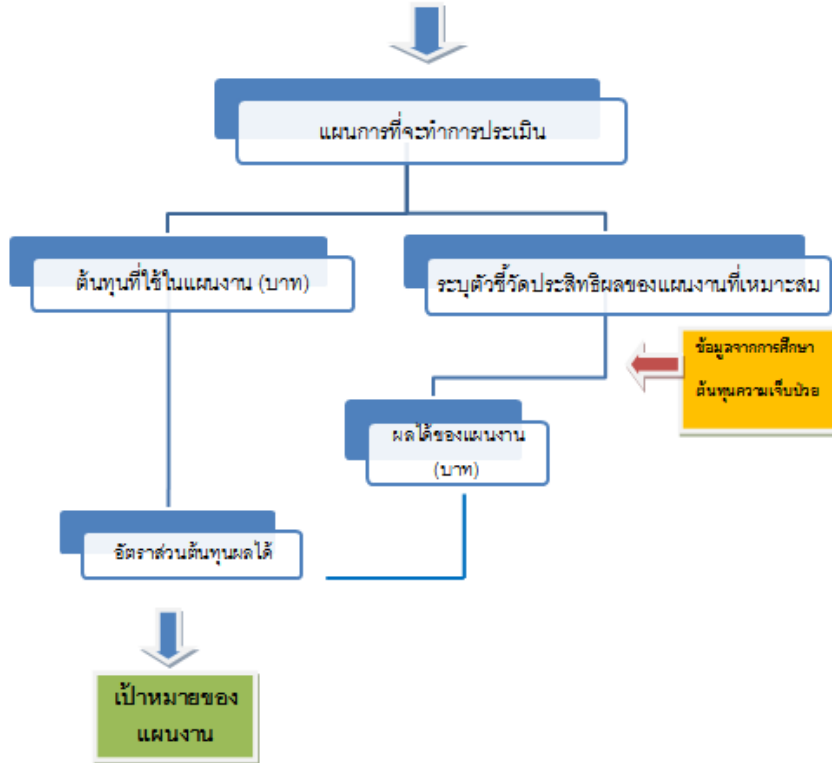 แผนการที่จะทำการประเมิน
ต้นทุนที่ใช้ในแผนงาน (บาท)
ระบุตัวชี้วัดประสิทธิผลของแผนงานที่เหมาะสม
ข้อมูลจากการศึกษา
ต้นทุนความเจ็บป่วย
ผลได้ของแผนงาน
(บาท)
อัตราส่วนต้นทุนผลได้
เป้าหมายของ
แผนงาน